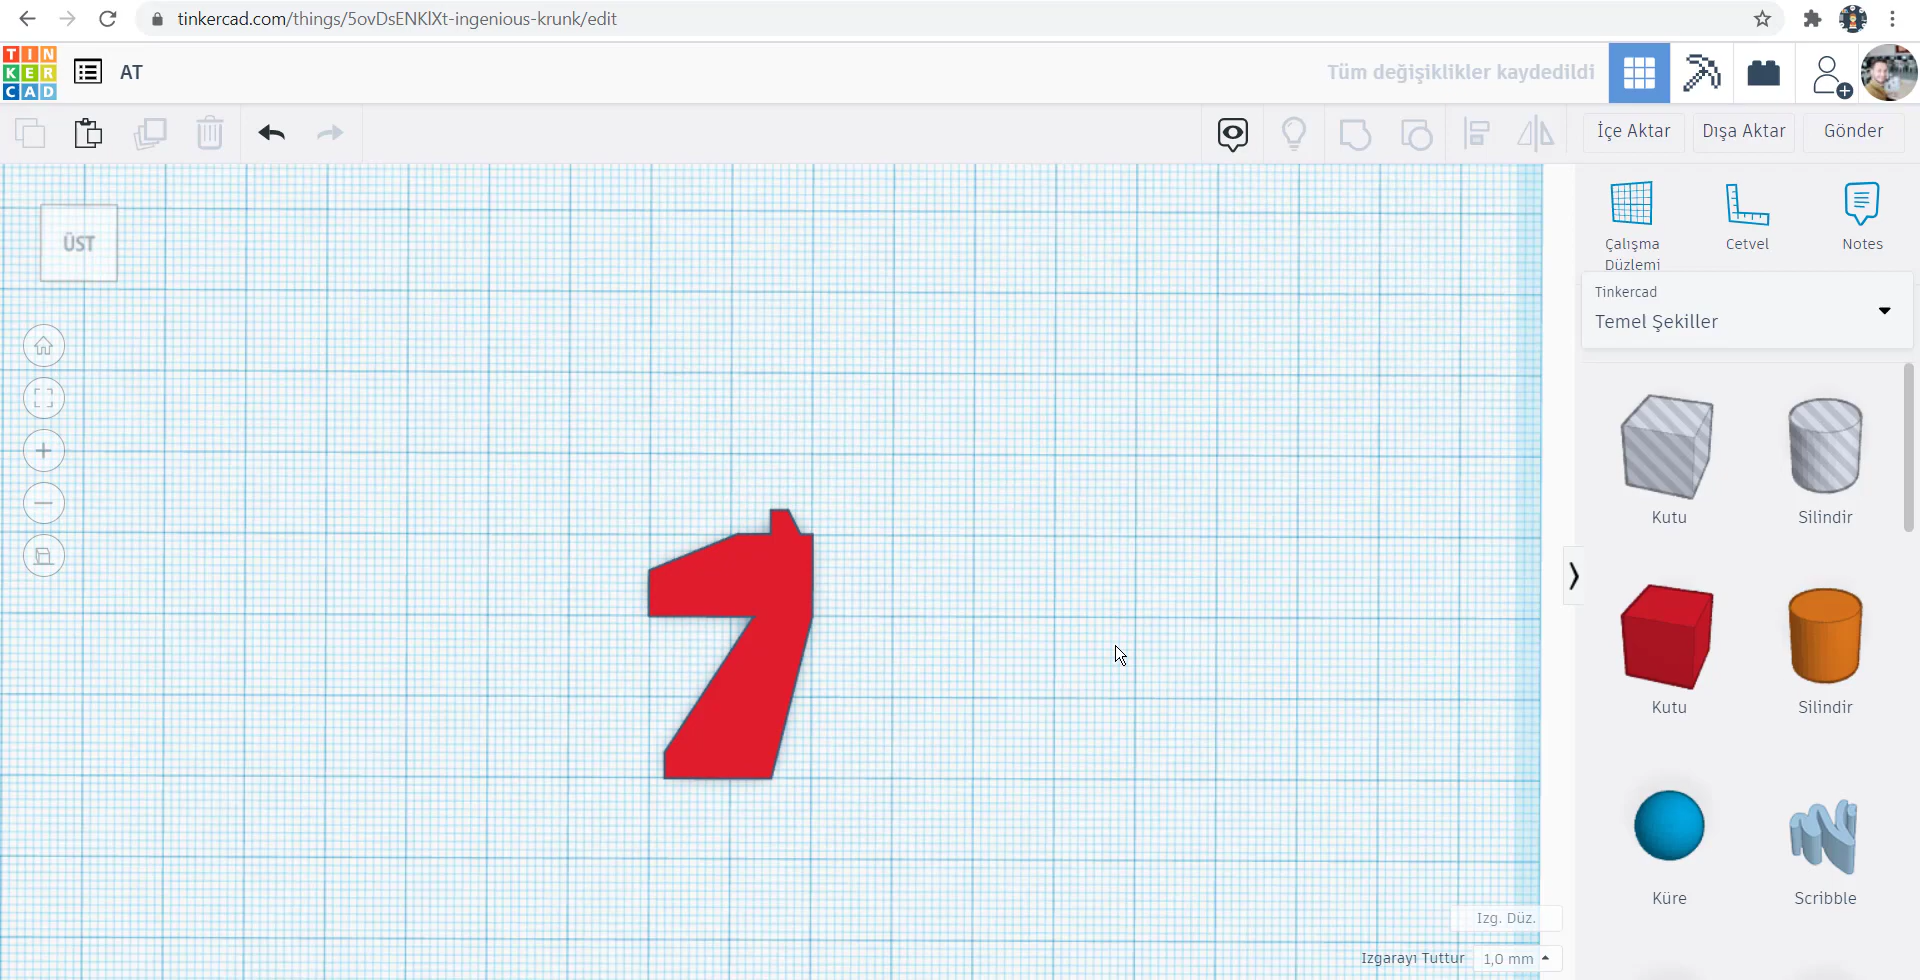 tinkercad.com/things/5ovDsENKlXt-ingenious-krunk/edit
TIN
KER
CAD
AT
Tüm değişiklikler kaydedildi
İçe Aktar
Dışa Aktar
Gönder
ÜST
Çalışma
Düzlemi
Cetvel
Notes
Tinkercad
Temel Şekiller
Kutu
Silindir
Kutu
Silindir
Küre
Scribble
Izg. Düz.
Izgarayı Tuttur
1,0 mm